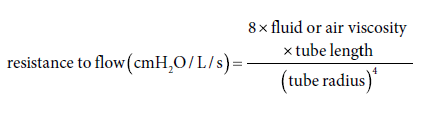 8 × fluid or air viscosity
× tube length
resistance to flow (cmH₂O / L / s) =
(tube radius)⁴